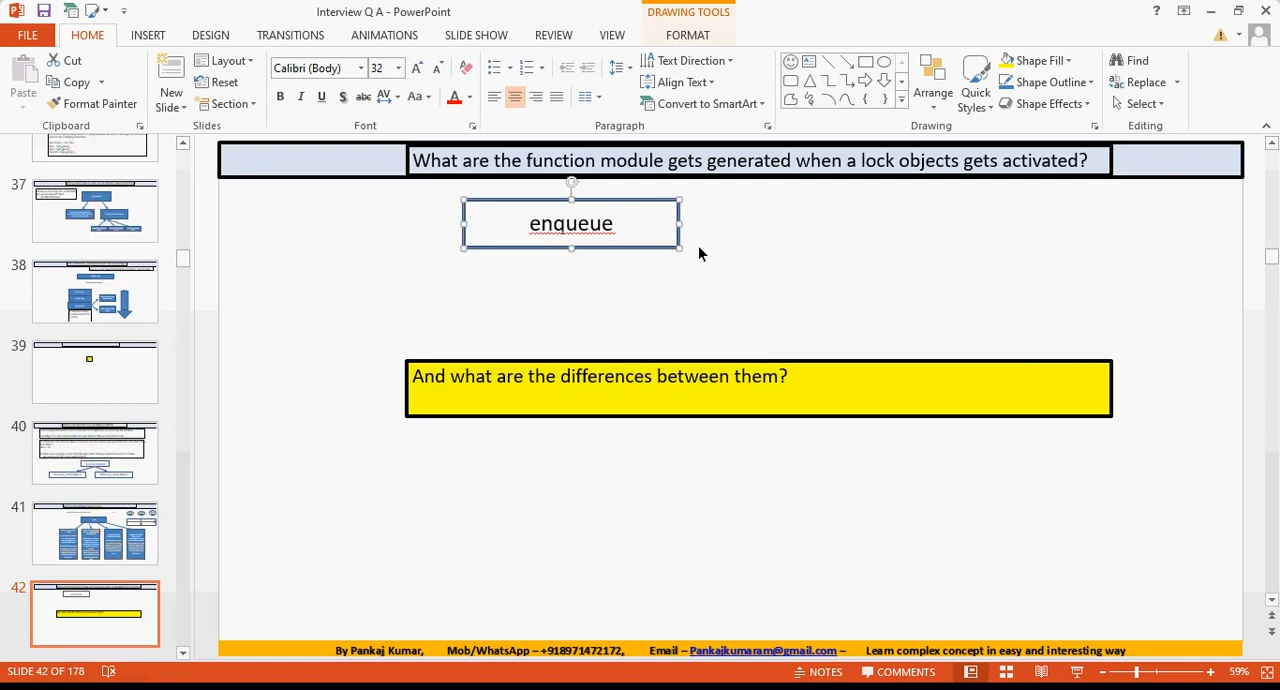 Interview Q A - PowerPoint
DRAWING TOOLS
FILE HOME INSERT DESIGN TRANSITIONS ANIMATIONS SLIDE SHOW REVIEW VIEW FORMAT
Paste
Cut
Copy
Format Painter
Clipboard
New Slide
Layout
Reset
Section
Slides
Calibri (Body) 32
B I U S abc AV Aa A
Font
Text Direction
Align Text
Convert to SmartArt
Paragraph
Arrange
Quick Styles
Shape Fill
Shape Outline
Shape Effects
Drawing
Find
Replace
Select
Editing
37
38
39
40
41
42
What are the function module gets generated when a lock objects gets activated?
enqueue
And what are the differences between them?
By Pankaj Kumar, Mob/WhatsApp – +918971472172, Email – Pankajkumaram@gmail.com – Learn complex concept in easy and interesting way
SLIDE 42 OF 178 NOTES COMMENTS 59%